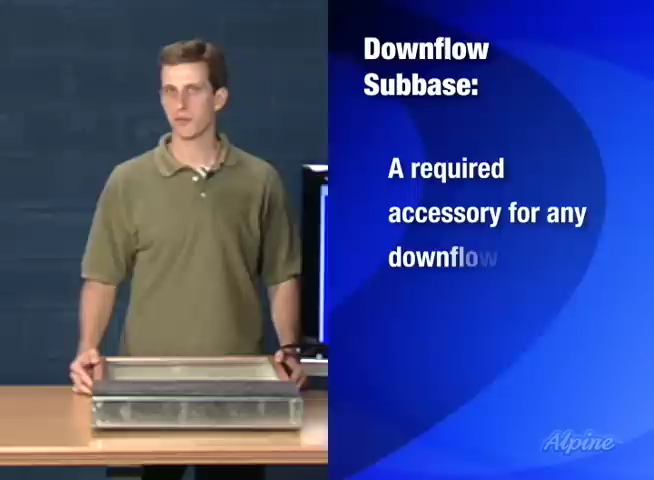 Downflow
Subbase:
A required
accessory for any
downflow
Alpine